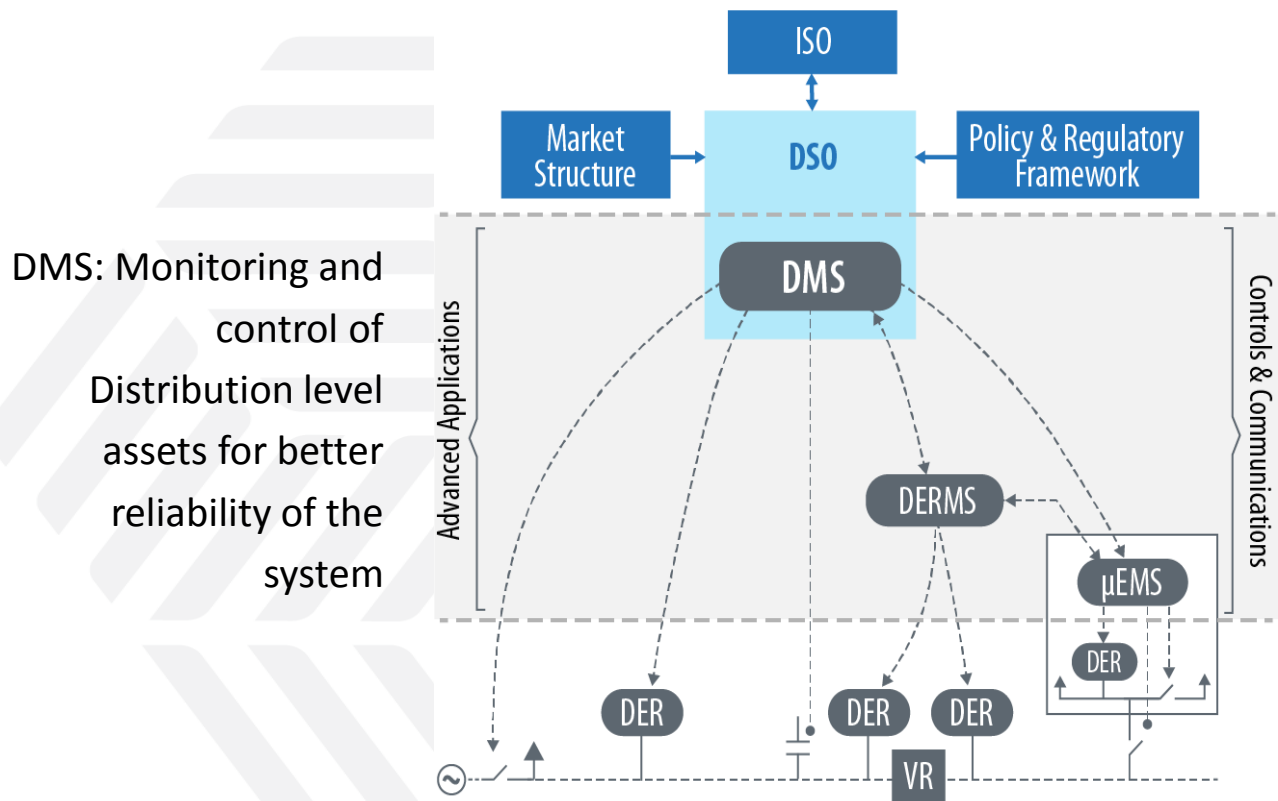 ISO
Market
Structure
DSO
Policy & Regulatory
Framework
DMS: Monitoring and
control of
Distribution level
assets for better
reliability of the
system
Advanced Applications
DMS
Controls & Communications
DERMS
µEMS
DER
DER
DER
DER
VR